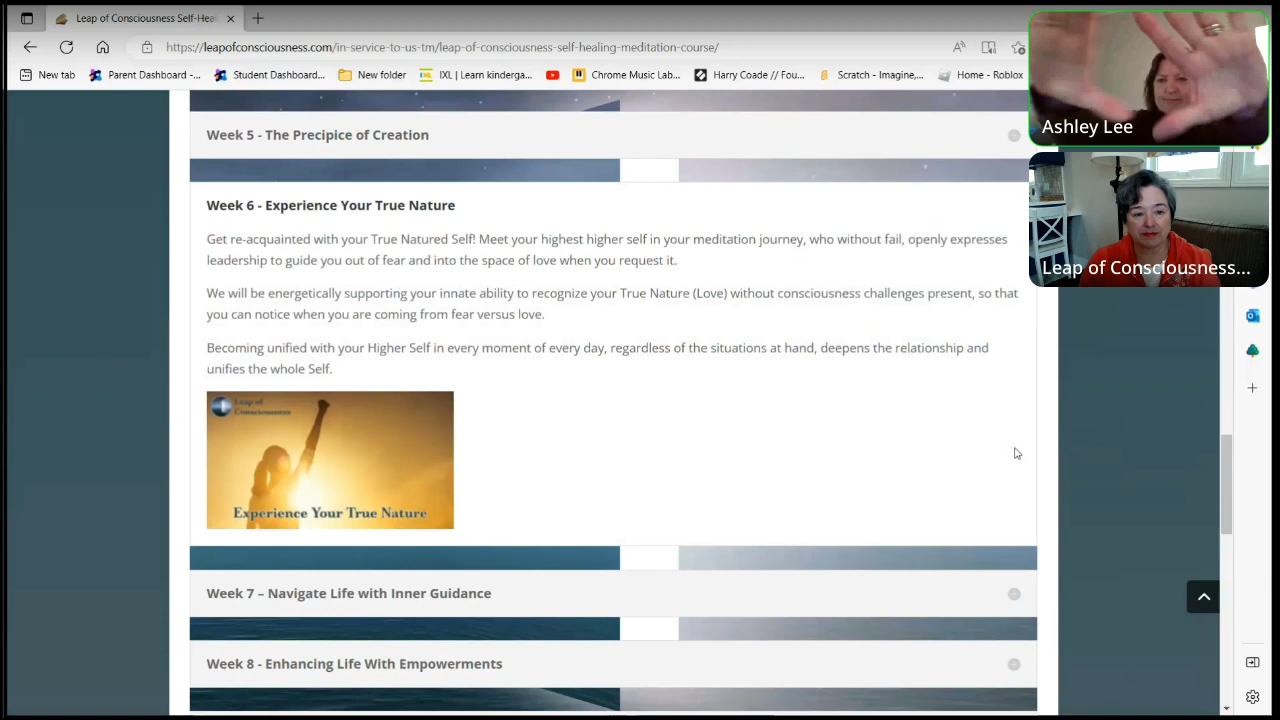 Leap of Consciousness Self-Heal
https://leapofconsciousness.com/in-service-to-us-tm/leap-of-consciousness-self-healing-meditation-course/
New tab
Parent Dashboard -...
Student Dashboard...
New folder
IXL | Learn kinderga...
Chrome Music Lab...
Harry Coade // Fou...
Scratch - Imagine,...
Home - Roblox
Ashley Lee
Leap of Consciousness...
Week 5 - The Precipice of Creation
Week 6 - Experience Your True Nature
Get re-acquainted with your True Natured Self! Meet your highest higher self in your meditation journey, who without fail, openly expresses
leadership to guide you out of fear and into the space of love when you request it.
We will be energetically supporting your innate ability to recognize your True Nature (Love) without consciousness challenges present, so that
you can notice when you are coming from fear versus love.
Becoming unified with your Higher Self in every moment of every day, regardless of the situations at hand, deepens the relationship and
unifies the whole Self.
Leap of
Consciousness
Experience Your True Nature
Week 7 – Navigate Life with Inner Guidance
Week 8 - Enhancing Life With Empowerments